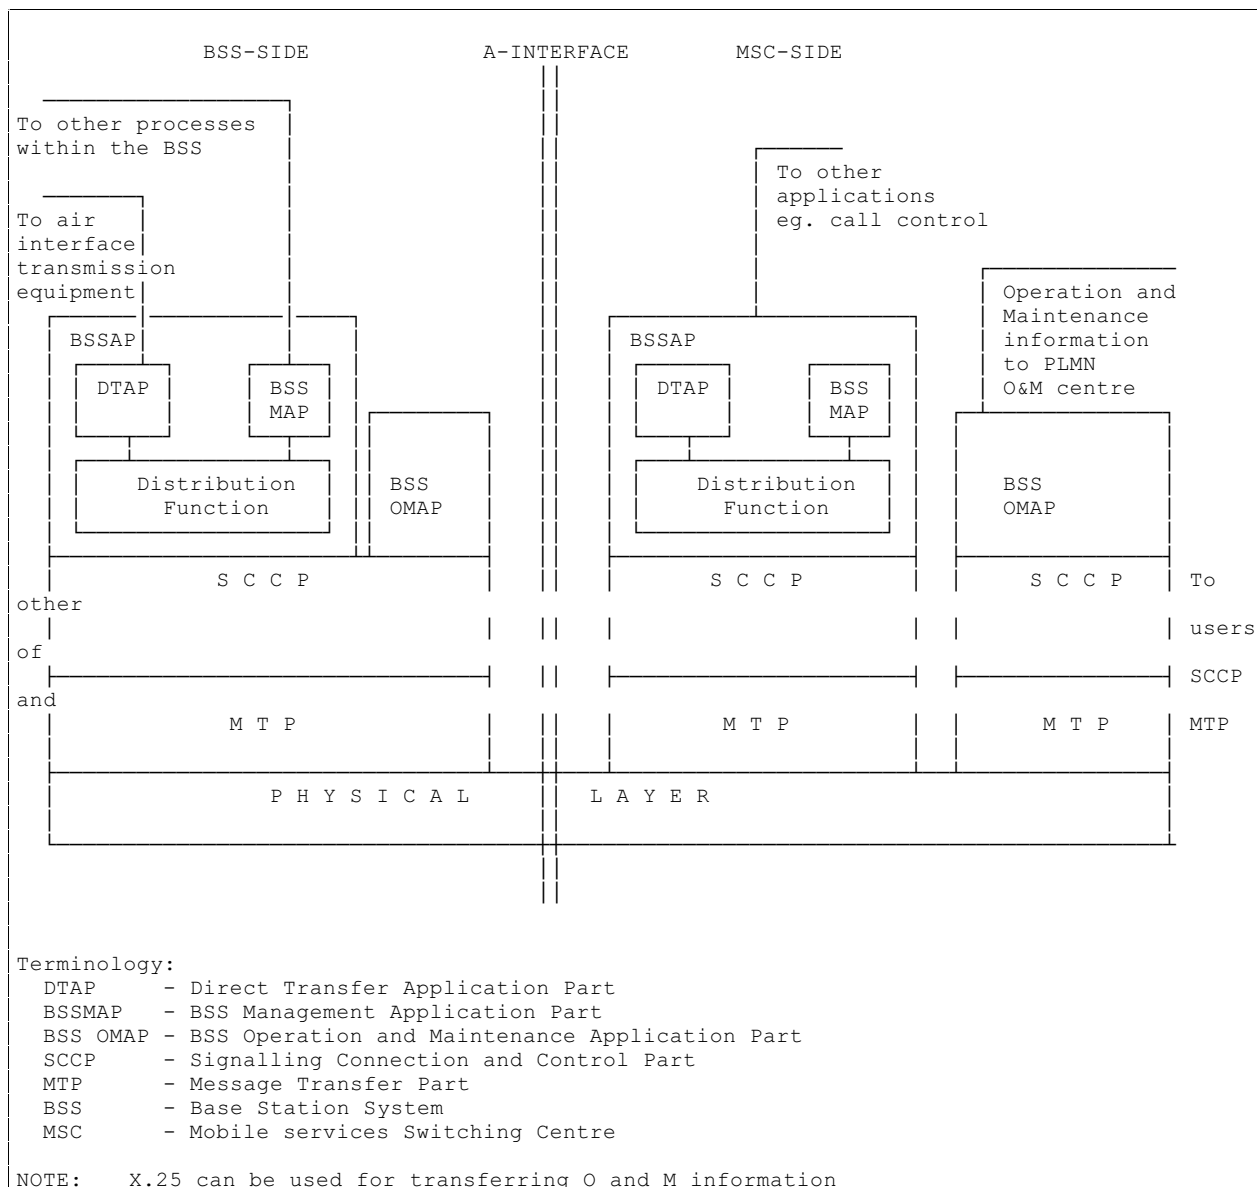 BSS-SIDE A-INTERFACE MSC-SIDE
To other processes
within the BSS
To other
applications
To air eg. call control
interface
transmission
equipment Operation and
Maintenance
BSSAP BSSAP information
to PLMN
DTAP BSS DTAP BSS O&M centre
MAP MAP
Distribution BSS Distribution BSS
Function OMAP Function OMAP
S C C P S C C P S C C P To
other
users
of
SCCP
and
M T P M T P M T P MTP
P H Y S I C A L L A Y E R
Terminology:
DTAP - Direct Transfer Application Part
BSSMAP - BSS Management Application Part
BSS OMAP - BSS Operation and Maintenance Application Part
SCCP - Signalling Connection and Control Part
MTP - Message Transfer Part
BSS - Base Station System
MSC - Mobile services Switching Centre
NOTE: X.25 can be used for transferring O and M information